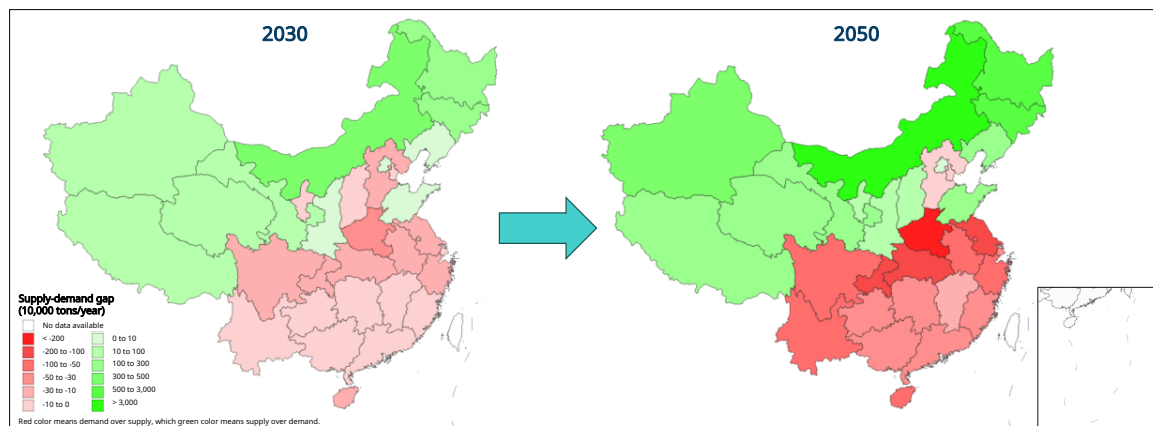 2030
2050
Supply-demand gap
(10,000 tons/year)
No data available
< -200
-200 to -100
-100 to -50
-50 to -30
-30 to -10
-10 to 0
0 to 10
10 to 100
100 to 300
300 to 500
500 to 3,000
> 3,000
Red color means demand over supply, which green color means supply over demand.